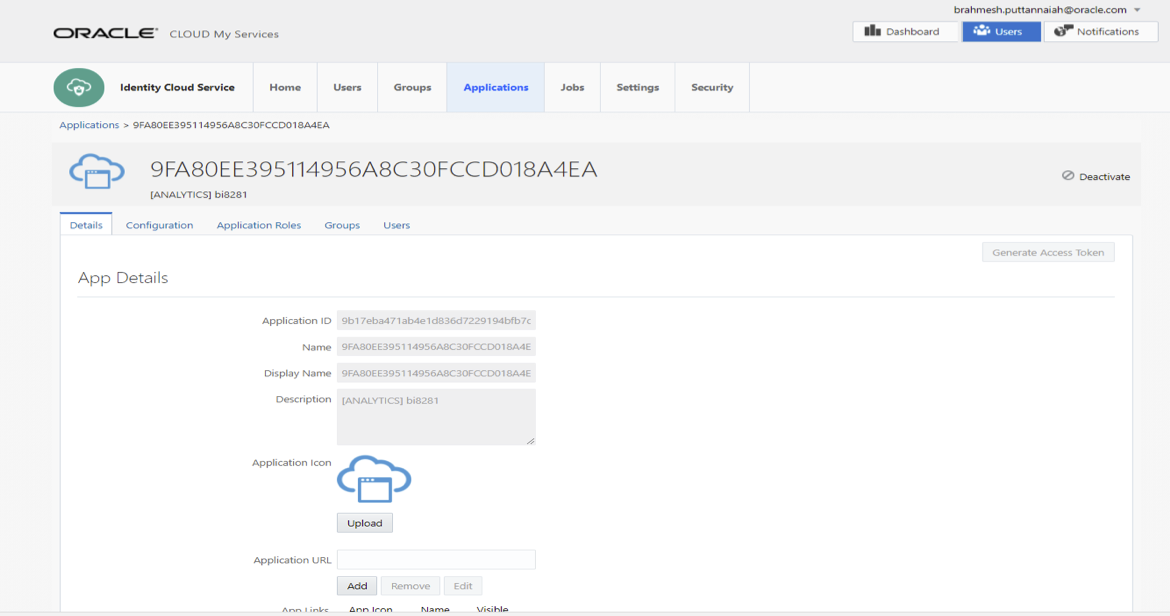 brahmesh.puttannaiah@oracle.com
ORACLE CLOUD My Services
Dashboard Users Notifications
Identity Cloud Service Home Users Groups Applications Jobs Settings Security
Applications > 9FA80EE395114956A8C30FCCD018A4EA
9FA80EE395114956A8C30FCCD018A4EA
[ANALYTICS] bi8281
Deactivate
Details Configuration Application Roles Groups Users
Generate Access Token
App Details
Application ID 9b17eba471ab4e1d836d7229194bfb7c
Name 9FA80EE395114956A8C30FCCD018A4E
Display Name 9FA80EE395114956A8C30FCCD018A4E
Description [ANALYTICS] bi8281
Application Icon
Upload
Application URL
Add Remove Edit
App Links App Icon Name Visible